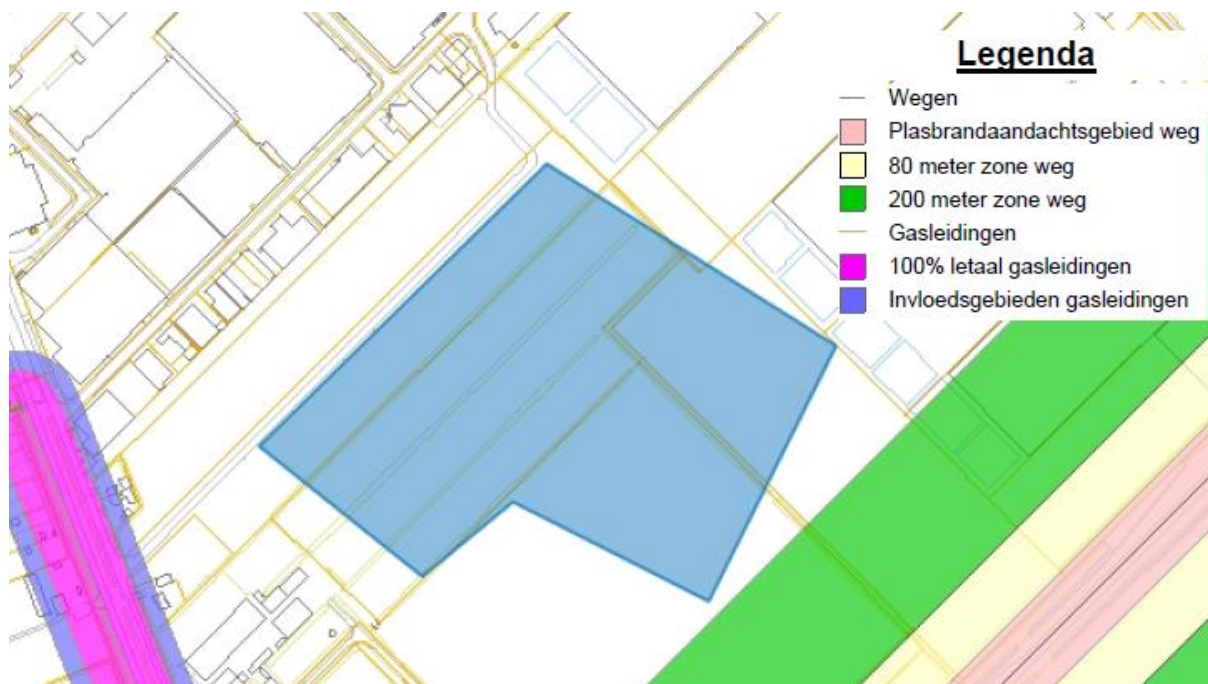 Legenda
Wegen
Plasbrandaandachtsgebied weg
80 meter zone weg
200 meter zone weg
Gasleidingen
100% letaal gasleidingen
Invloedsgebieden gasleidingen